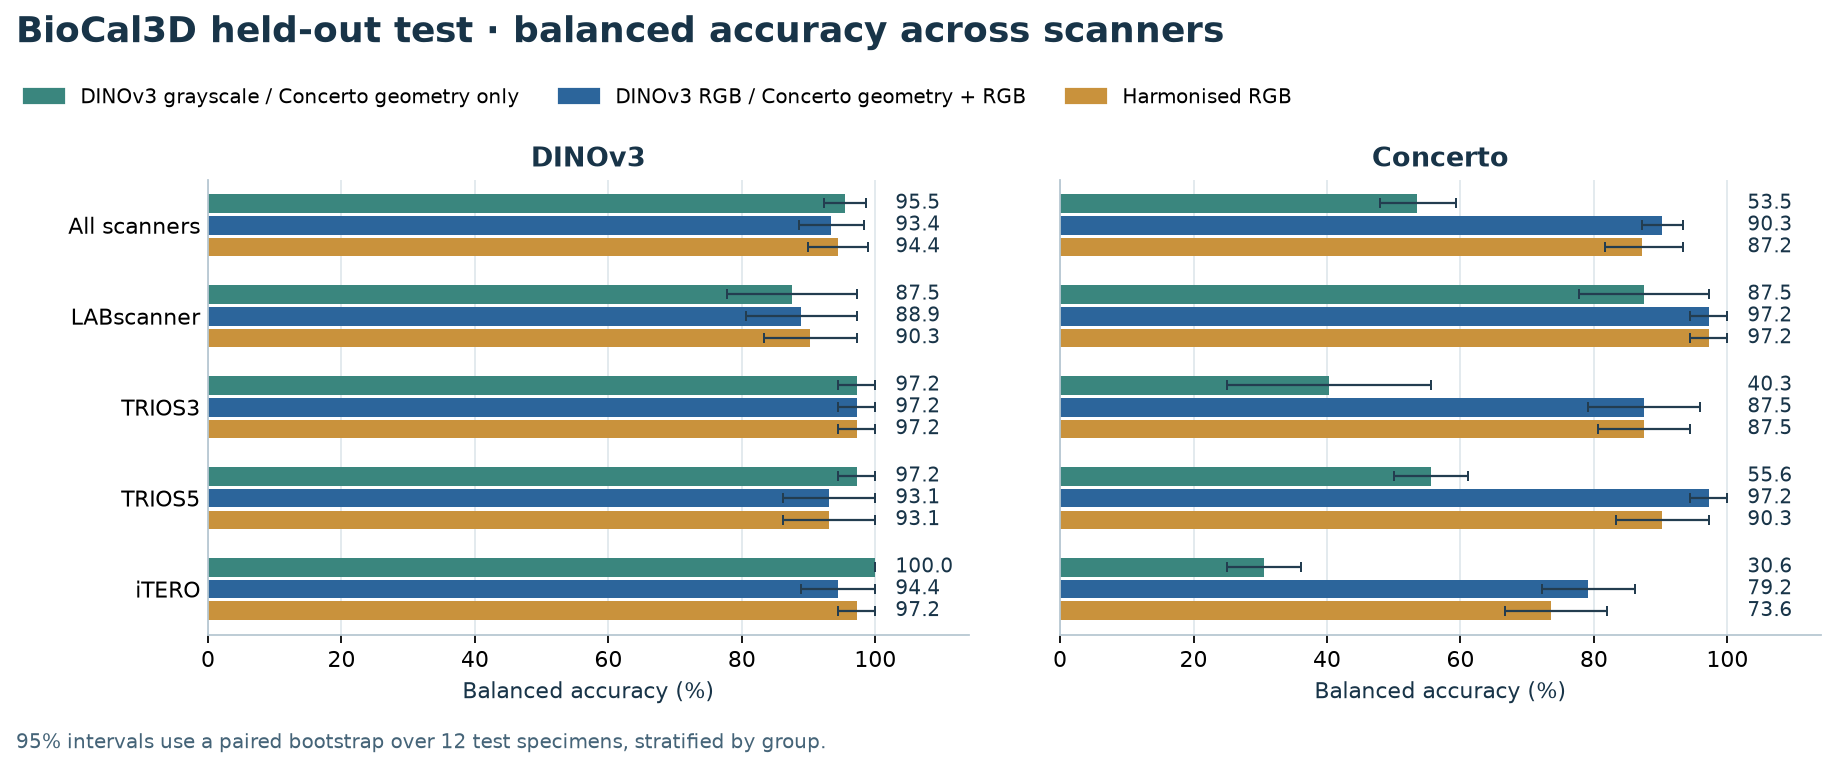 BioCal3D held-out test · balanced accuracy across scanners
DINOv3 grayscale / Concerto geometry only
DINOv3 RGB / Concerto geometry + RGB
Harmonised RGB
DINOv3
All scanners
95.5
93.4
94.4
LABscanner
87.5
88.9
90.3
TRIOS3
97.2
97.2
97.2
TRIOS5
97.2
93.1
93.1
iTERO
100.0
94.4
97.2
0 20 40 60 80 100
Balanced accuracy (%)
Concerto
53.5
90.3
87.2
87.5
97.2
97.2
40.3
87.5
87.5
55.6
97.2
90.3
30.6
79.2
73.6
0 20 40 60 80 100
Balanced accuracy (%)
95% intervals use a paired bootstrap over 12 test specimens, stratified by group.